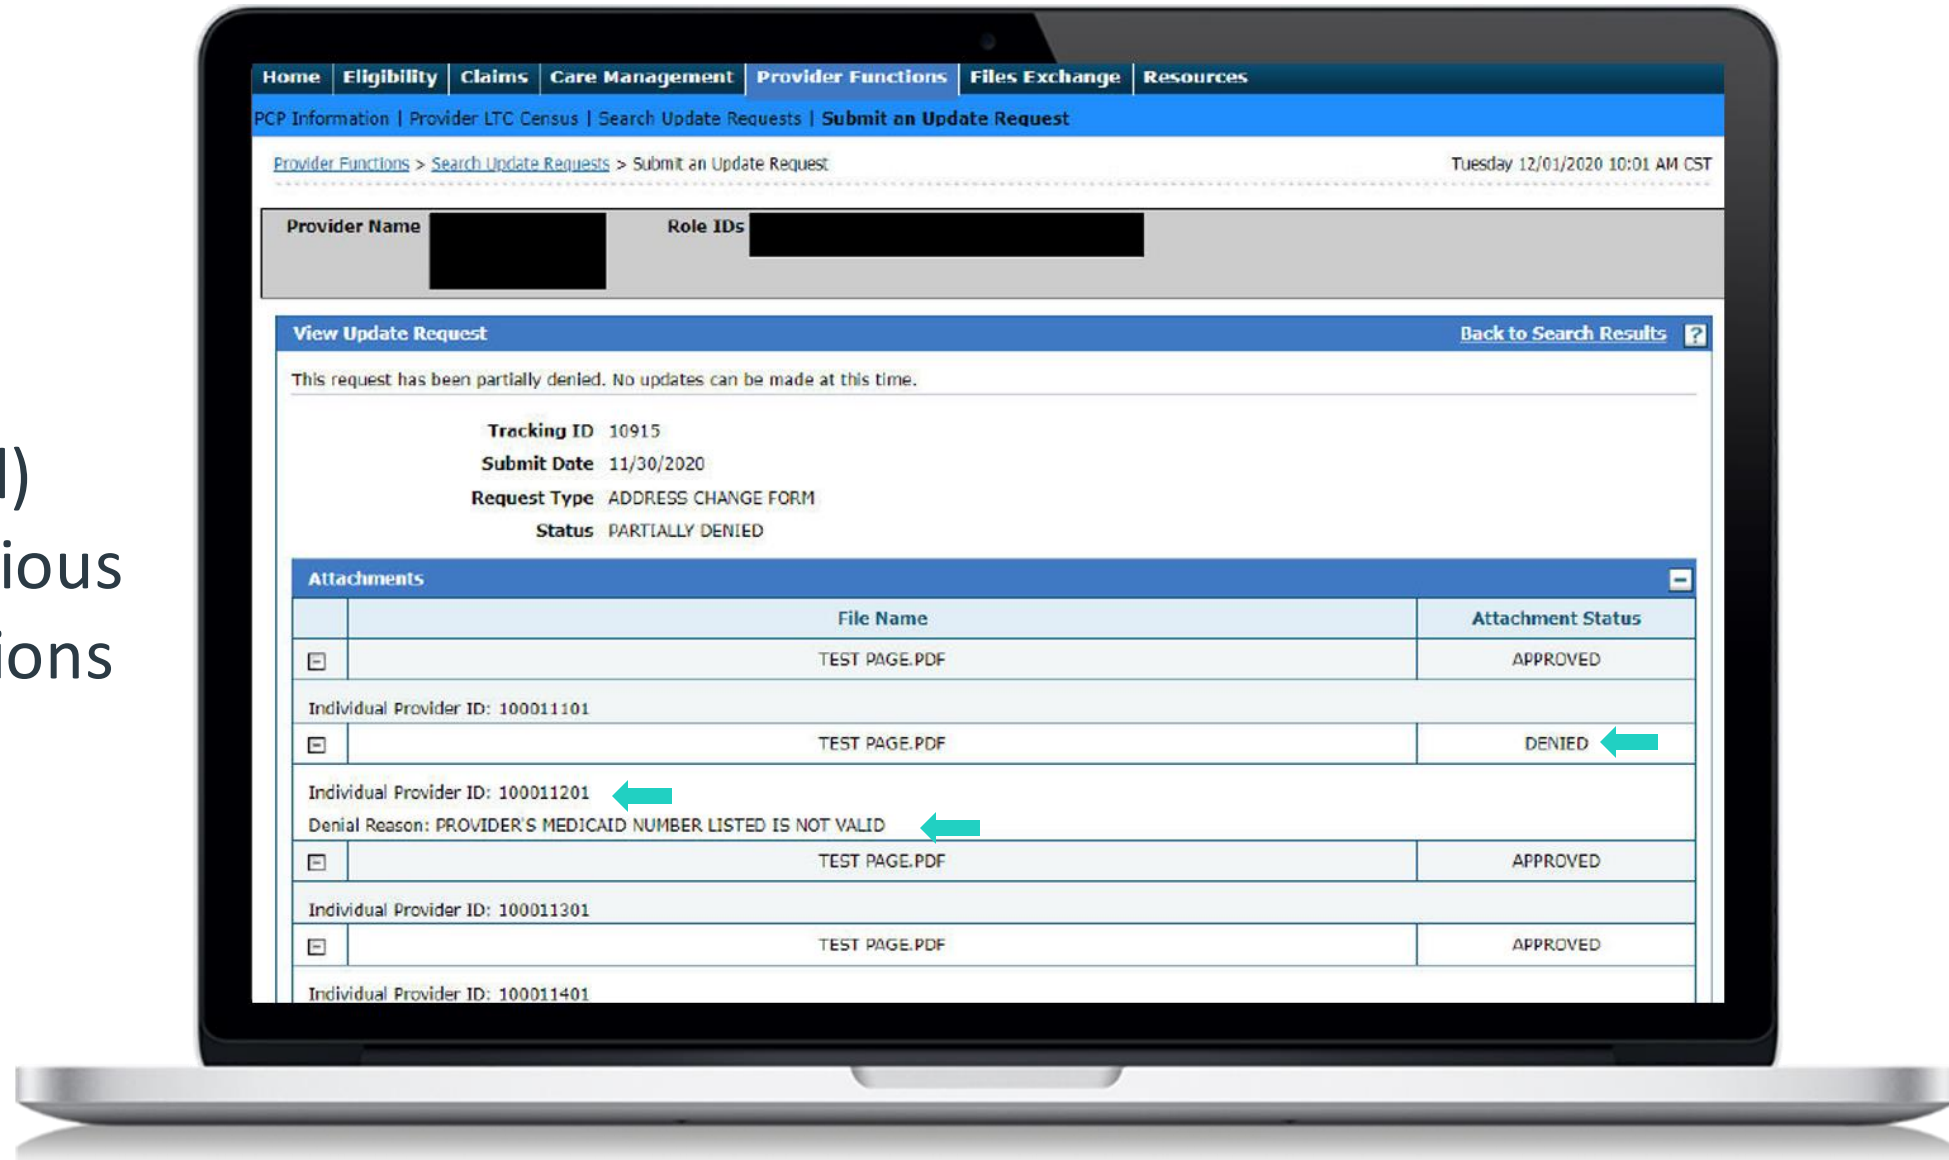 Home Eligibility Claims Care Management Provider Functions Files Exchange Resources
PCP Information | Provider LTC Census | Search Update Requests | Submit an Update Request
Provider Functions > Search Update Requests > Submit an Update Request Tuesday 12/01/2020 10:01 AM CST
Provider Name Role IDs
View Update Request Back to Search Results ?
This request has been partially denied. No updates can be made at this time.
Tracking ID 10915
Submit Date 11/30/2020
Request Type ADDRESS CHANGE FORM
Status PARTIALLY DENIED
Attachments
File Name Attachment Status
TEST PAGE.PDF APPROVED
Individual Provider ID: 100011101
TEST PAGE.PDF DENIED
Individual Provider ID: 100011201
Denial Reason: PROVIDER'S MEDICAID NUMBER LISTED IS NOT VALID
TEST PAGE.PDF APPROVED
Individual Provider ID: 100011301
TEST PAGE.PDF APPROVED
Individual Provider ID: 100011401